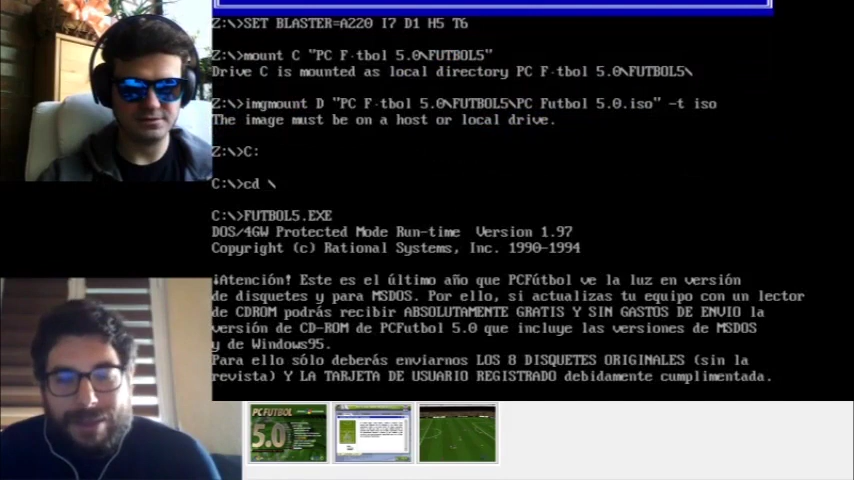 Z:\>SET BLASTER=A220 I7 D1 H5 T6
Z:\>mount C "PC F·tbol 5.0\FUTBOL5"
Drive C is mounted as local directory PC F·tbol 5.0\FUTBOL5\
Z:\>imgmount D "PC F·tbol 5.0\FUTBOL5\PC Futbol 5.0.iso" -t iso
The image must be on a host or local drive.
Z:\>C:
C:\>cd \
C:\>FUTBOL5.EXE
DOS/4GW Protected Mode Run-time  Version 1.97
Copyright (c) Rational Systems, Inc. 1990-1994
¡Atención! Este es el último año que PCFútbol ve la luz en versión
de disquetes y para MSDOS. Por ello, si actualizas tu equipo con un lector
de CDROM podrás recibir ABSOLUTAMENTE GRATIS Y SIN GASTOS DE ENVIO la
versión de CD-ROM de PCFutbol 5.0 que incluye las versiones de MSDOS
y de Windows95.
Para ello sólo deberás enviarnos LOS 8 DISQUETES ORIGINALES (sin la
revista) Y LA TARJETA DE USUARIO REGISTRADO debidamente cumplimentada.
PC FUTBOL
5.0